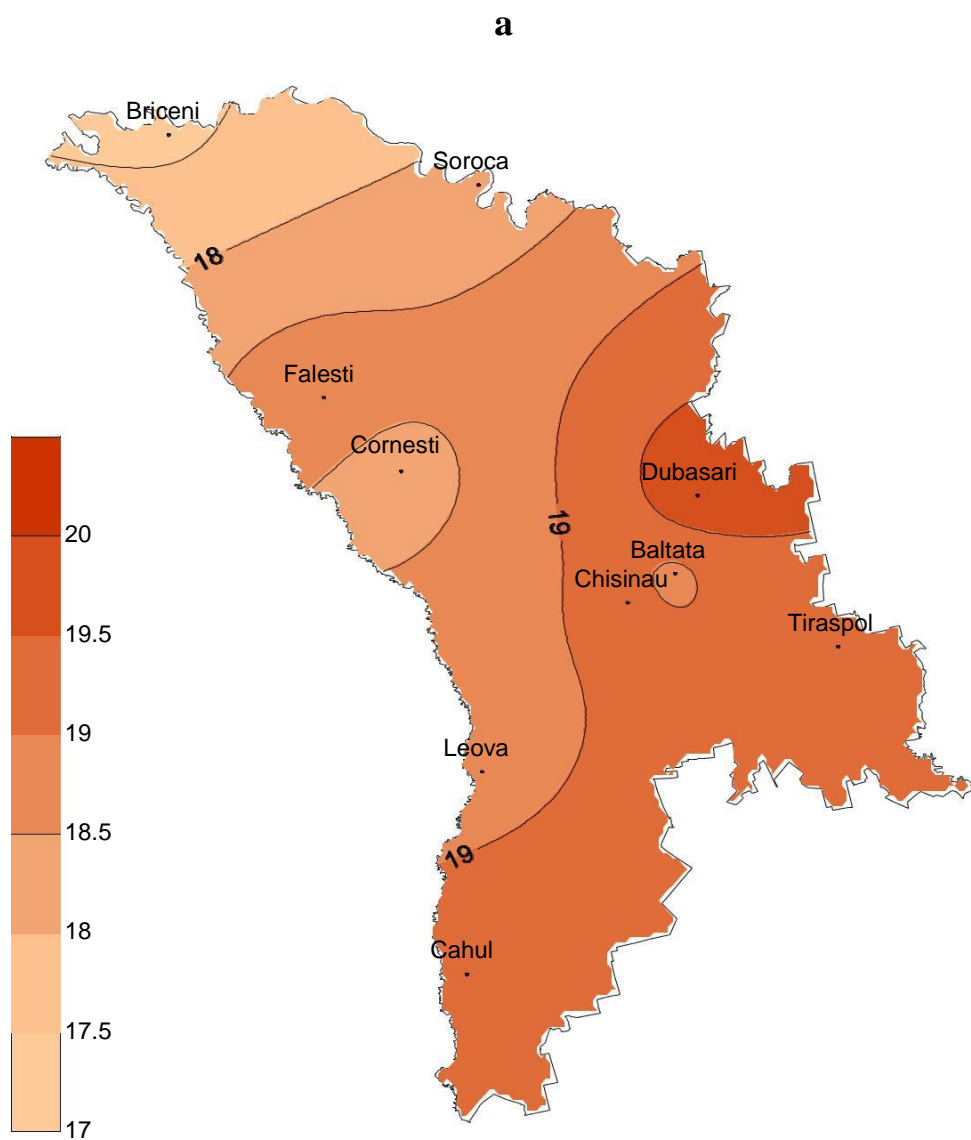 a
Briceni
Soroca
18
Falesti
Cornesti
Dubasari
19
Baltata
Chisinau
Tiraspol
Leova
19
Cahul
20
19.5
19
18.5
18
17.5
17